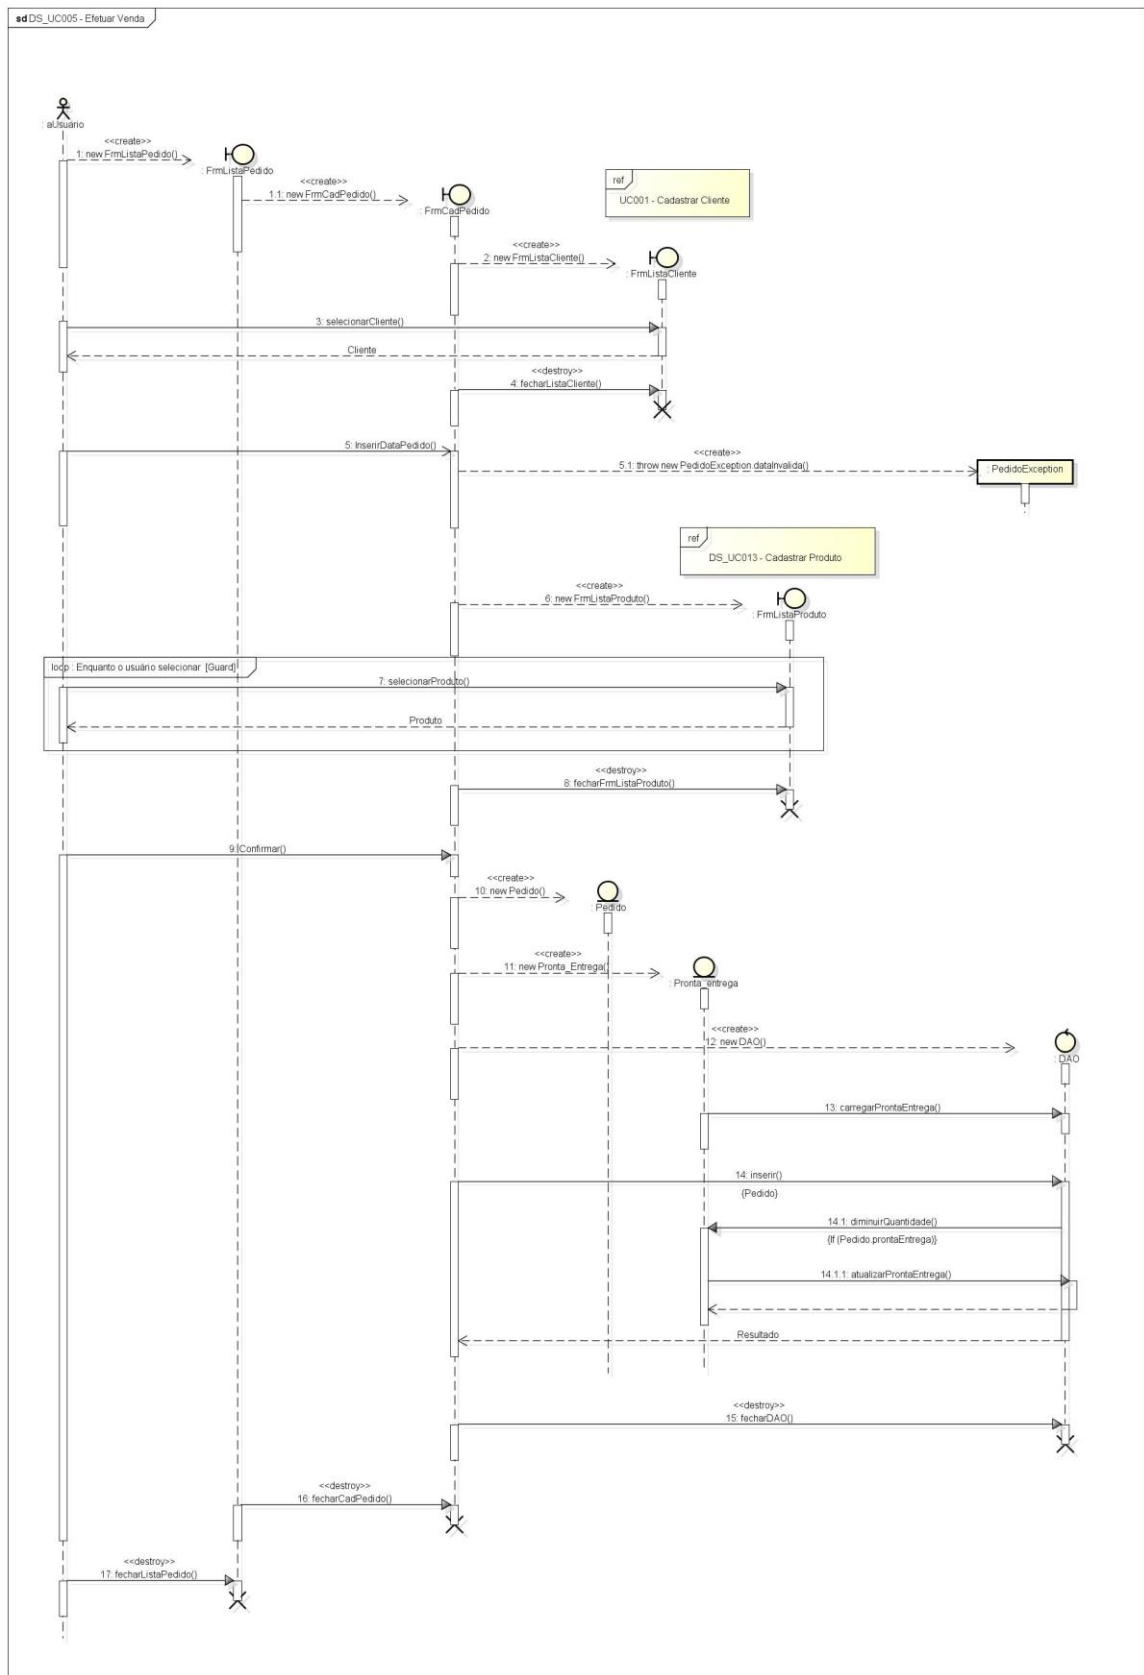 sd DS_UC005 - Efetuar Venda
: aUsuário
<<create>>
1: new FrmListaPedido()
: FrmListaPedido
<<create>>
1.1: new FrmCadPedido()
: FrmCadPedido
ref
UC001 - Cadastrar Cliente
<<create>>
2: new FrmListaCliente()
: FrmListaCliente
3: selecionarCliente()
Cliente
<<destroy>>
4: fecharListaCliente()
5: InserirDataPedido()
<<create>>
5.1: throw new PedidoException.dataInvalida()
: PedidoException
ref
DS_UC013 - Cadastrar Produto
<<create>>
6: new FrmListaProduto()
: FrmListaProduto
loop : Enquanto o usuário selecionar [Guard]
7: selecionarProduto()
Produto
<<destroy>>
8: fecharFrmListaProduto()
9: Confirmar()
<<create>>
10: new Pedido()
: Pedido
<<create>>
11: new Pronta_Entrega()
: Pronta_entrega
<<create>>
12: new DAO()
: DAO
13: carregarProntaEntrega()
14: inserir()
{Pedido}
14.1: diminuirQuantidade()
{If (Pedido.prontaEntrega)}
14.1.1: atualizarProntaEntrega()
Resultado
<<destroy>>
15: fecharDAO()
<<destroy>>
16: fecharCadPedido()
<<destroy>>
17: fecharListaPedido()